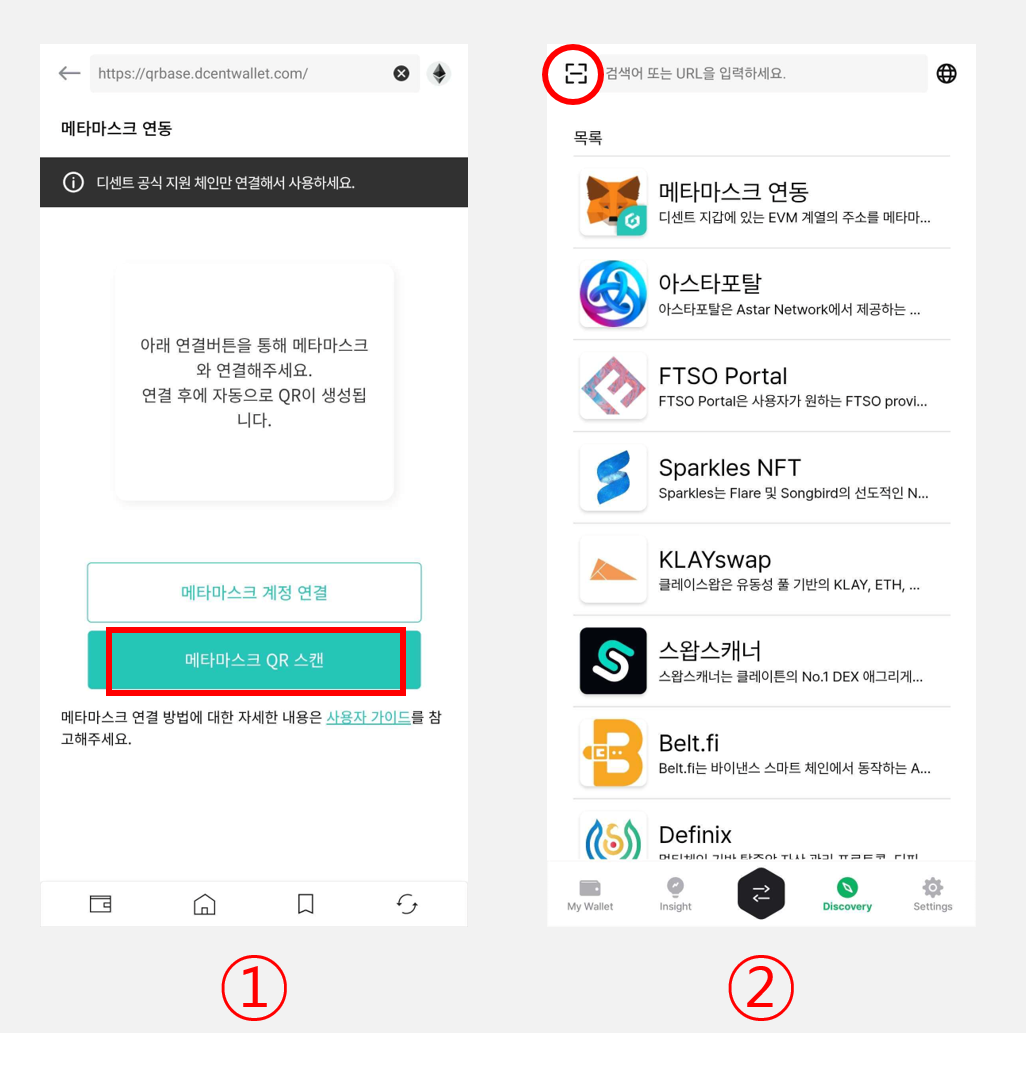 https://qrbase.dcentwallet.com/
메타마스크 연동
디센트 공식 지원 체인만 연결해서 사용하세요.
아래 연결버튼을 통해 메타마스크
와 연결해주세요.
연결 후에 자동으로 QR이 생성됩
니다.
메타마스크 계정 연결
메타마스크 QR 스캔
메타마스크 연결 방법에 대한 자세한 내용은 사용자 가이드를 참
고해주세요.
①
검색어 또는 URL을 입력하세요.
목록
메타마스크 연동
디센트 지갑에 있는 EVM 계열의 주소를 메타마...
아스타포탈
아스타포탈은 Astar Network에서 제공하는 ...
FTSO Portal
FTSO Portal은 사용자가 원하는 FTSO provi...
Sparkles NFT
Sparkles는 Flare 및 Songbird의 선도적인 N...
KLAYswap
클레이스왑은 유동성 풀 기반의 KLAY, ETH, ...
스왑스캐너
스왑스캐너는 클레이튼의 No.1 DEX 애그리게...
Belt.fi
Belt.fi는 바이낸스 스마트 체인에서 동작하는 A...
Definix
My Wallet
Insight
Discovery
Settings
②